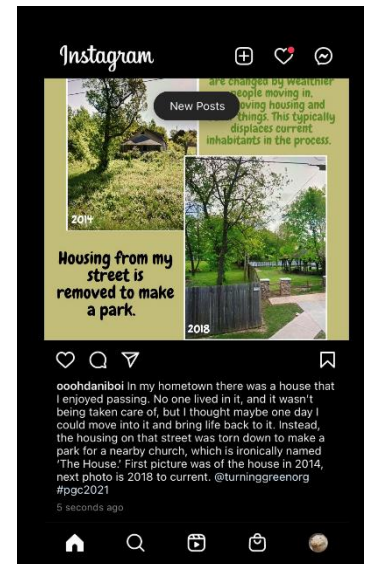 Instagram
are changed by wealthier
people moving in,
oving housing and
things. This typically
displaces current
inhabitants in the process.
New Posts
2014
Housing from my
street is
removed to make
a park.
2018
ooohdaniboi In my hometown there was a house that
I enjoyed passing. No one lived in it, and it wasn't
being taken care of, but I thought maybe one day I
could move into it and bring life back to it. Instead,
the housing on that street was torn down to make a
park for a nearby church, which is ironically named
‘The House.’ First picture was of the house in 2014,
next photo is 2018 to current. @turninggreenorg
#pgc2021
5 seconds ago